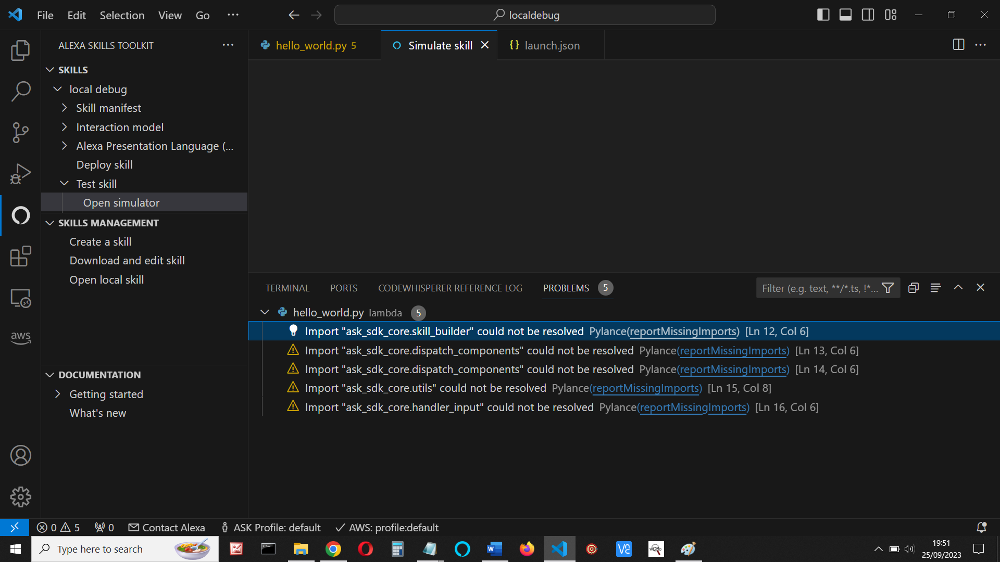 File Edit Selection View Go ···
localdebug
ALEXA SKILLS TOOLKIT ···
hello_world.py 5
Simulate skill
launch.json
SKILLS
local debug
Skill manifest
Interaction model
Alexa Presentation Language (...
Deploy skill
Test skill
Open simulator
SKILLS MANAGEMENT
Create a skill
Download and edit skill
Open local skill
DOCUMENTATION
Getting started
What's new
aws
TERMINAL PORTS CODEWHISPERER REFERENCE LOG PROBLEMS 5
Filter (e.g. text, **/*.ts, !*...
hello_world.py lambda 5
Import "ask_sdk_core.skill_builder" could not be resolved Pylance(reportMissingImports) [Ln 12, Col 6]
Import "ask_sdk_core.dispatch_components" could not be resolved Pylance(reportMissingImports) [Ln 13, Col 6]
Import "ask_sdk_core.dispatch_components" could not be resolved Pylance(reportMissingImports) [Ln 14, Col 6]
Import "ask_sdk_core.utils" could not be resolved Pylance(reportMissingImports) [Ln 15, Col 8]
Import "ask_sdk_core.handler_input" could not be resolved Pylance(reportMissingImports) [Ln 16, Col 6]
0 5 0 Contact Alexa ASK Profile: default AWS: profile:default
Type here to search
19:51
25/09/2023